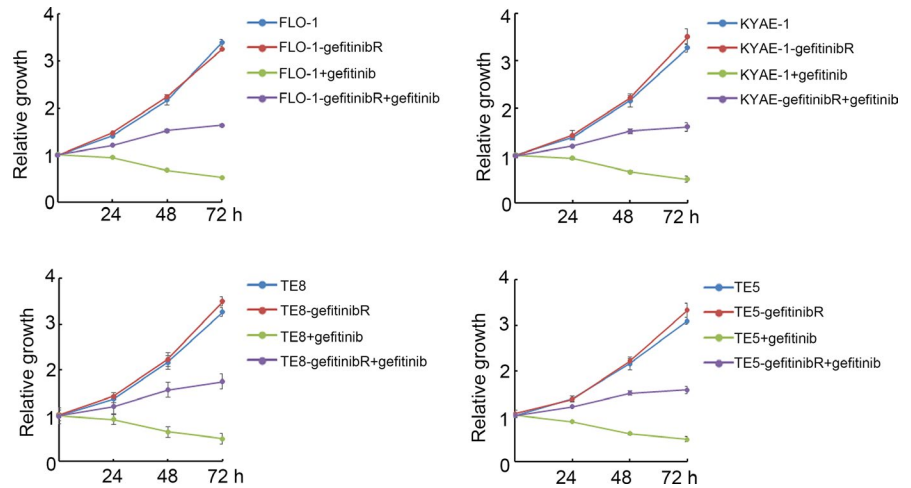 4
3
2
1
0
Relative growth
24 48 72 h
FLO-1
FLO-1-gefitinibR
FLO-1+gefitinib
FLO-1-gefitinibR+gefitinib
4
3
2
1
0
Relative growth
24 48 72 h
KYAE-1
KYAE-1-gefitinibR
KYAE-1+gefitinib
KYAE-gefitinibR+gefitinib
4
3
2
1
0
Relative growth
24 48 72 h
TE8
TE8-gefitinibR
TE8+gefitinib
TE8-gefitinibR+gefitinib
4
3
2
1
0
Relative growth
24 48 72 h
TE5
TE5-gefitinibR
TE5+gefitinib
TE5-gefitinibR+gefitinib